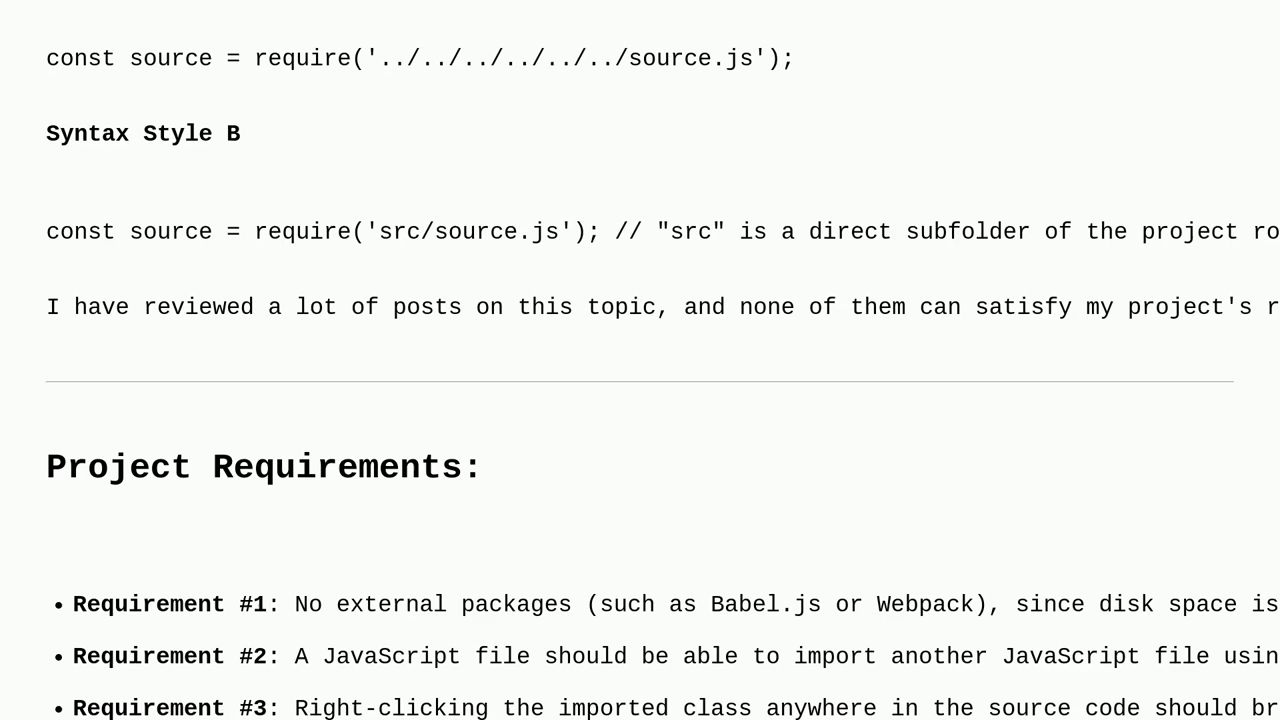 const source = require('../../../../../../source.js');
Syntax Style B
const source = require('src/source.js'); // "src" is a direct subfolder of the project ro
I have reviewed a lot of posts on this topic, and none of them can satisfy my project's r
Project Requirements:
• Requirement #1: No external packages (such as Babel.js or Webpack), since disk space is
• Requirement #2: A JavaScript file should be able to import another JavaScript file usin
• Requirement #3: Right-clicking the imported class anywhere in the source code should br